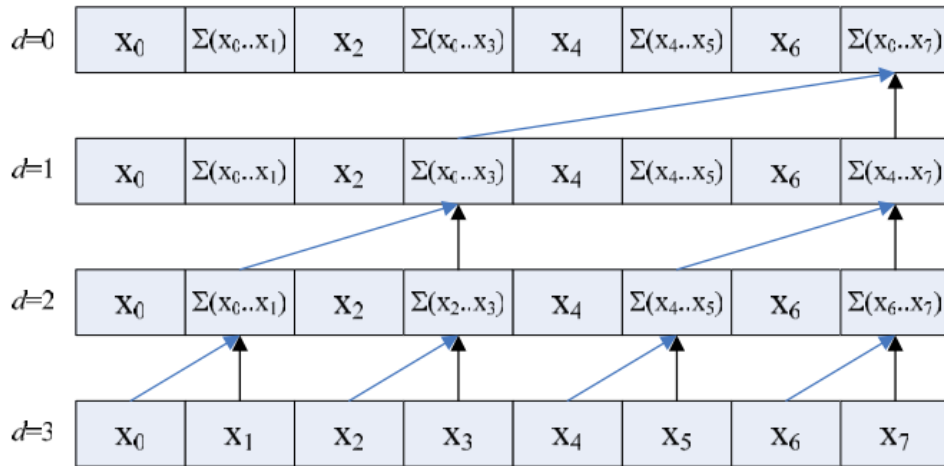 d=0 x₀ Σ(x₀..x₁) x₂ Σ(x₀..x₃) x₄ Σ(x₄..x₅) x₆ Σ(x₀..x₇)
d=1 x₀ Σ(x₀..x₁) x₂ Σ(x₀..x₃) x₄ Σ(x₄..x₅) x₆ Σ(x₄..x₇)
d=2 x₀ Σ(x₀..x₁) x₂ Σ(x₂..x₃) x₄ Σ(x₄..x₅) x₆ Σ(x₆..x₇)
d=3 x₀ x₁ x₂ x₃ x₄ x₅ x₆ x₇